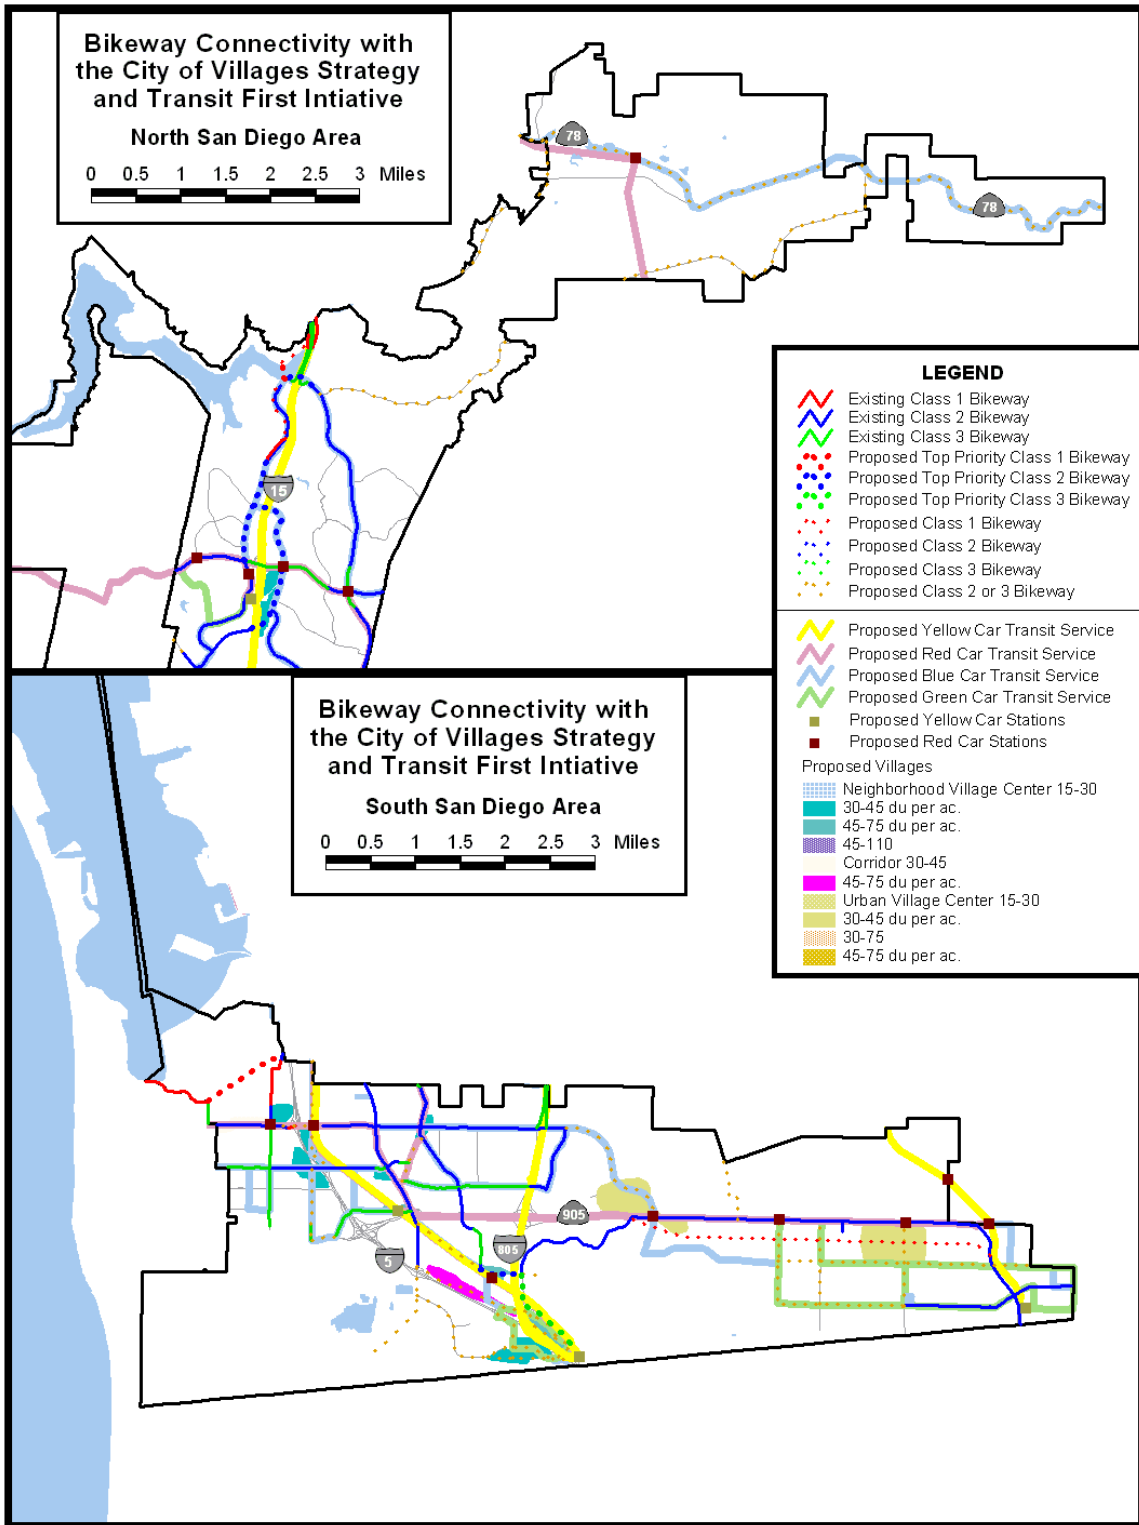 Bikeway Connectivity with
the City of Villages Strategy
and Transit First Intiative
North San Diego Area
0 0.5 1 1.5 2 2.5 3 Miles
78
78
15
LEGEND
Existing Class 1 Bikeway
Existing Class 2 Bikeway
Existing Class 3 Bikeway
Proposed Top Priority Class 1 Bikeway
Proposed Top Priority Class 2 Bikeway
Proposed Top Priority Class 3 Bikeway
Proposed Class 1 Bikeway
Proposed Class 2 Bikeway
Proposed Class 3 Bikeway
Proposed Class 2 or 3 Bikeway
Proposed Yellow Car Transit Service
Proposed Red Car Transit Service
Proposed Blue Car Transit Service
Proposed Green Car Transit Service
Proposed Yellow Car Stations
Proposed Red Car Stations
Proposed Villages
Neighborhood Village Center 15-30
30-45 du per ac.
45-75 du per ac.
45-110
Corridor 30-45
45-75 du per ac.
Urban Village Center 15-30
30-45 du per ac.
30-75
45-75 du per ac.
Bikeway Connectivity with
the City of Villages Strategy
and Transit First Intiative
South San Diego Area
0 0.5 1 1.5 2 2.5 3 Miles
905
805
5